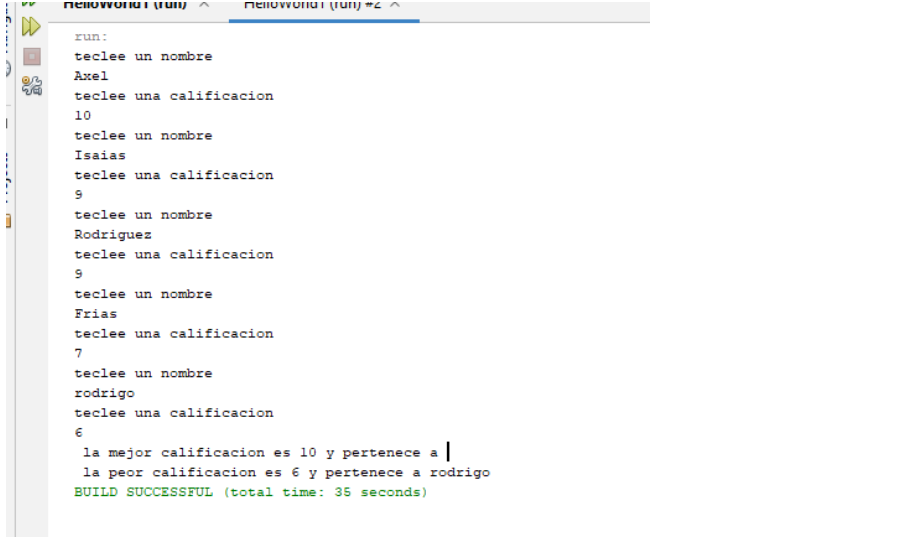 HelloWorld1 (run) × HelloWorld1 (run) #2 ×
run:
teclee un nombre
Axel
teclee una calificacion
10
teclee un nombre
Isaias
teclee una calificacion
9
teclee un nombre
Rodriguez
teclee una calificacion
9
teclee un nombre
Frias
teclee una calificacion
7
teclee un nombre
rodrigo
teclee una calificacion
6
la mejor calificacion es 10 y pertenece a
la peor calificacion es 6 y pertenece a rodrigo
BUILD SUCCESSFUL (total time: 35 seconds)